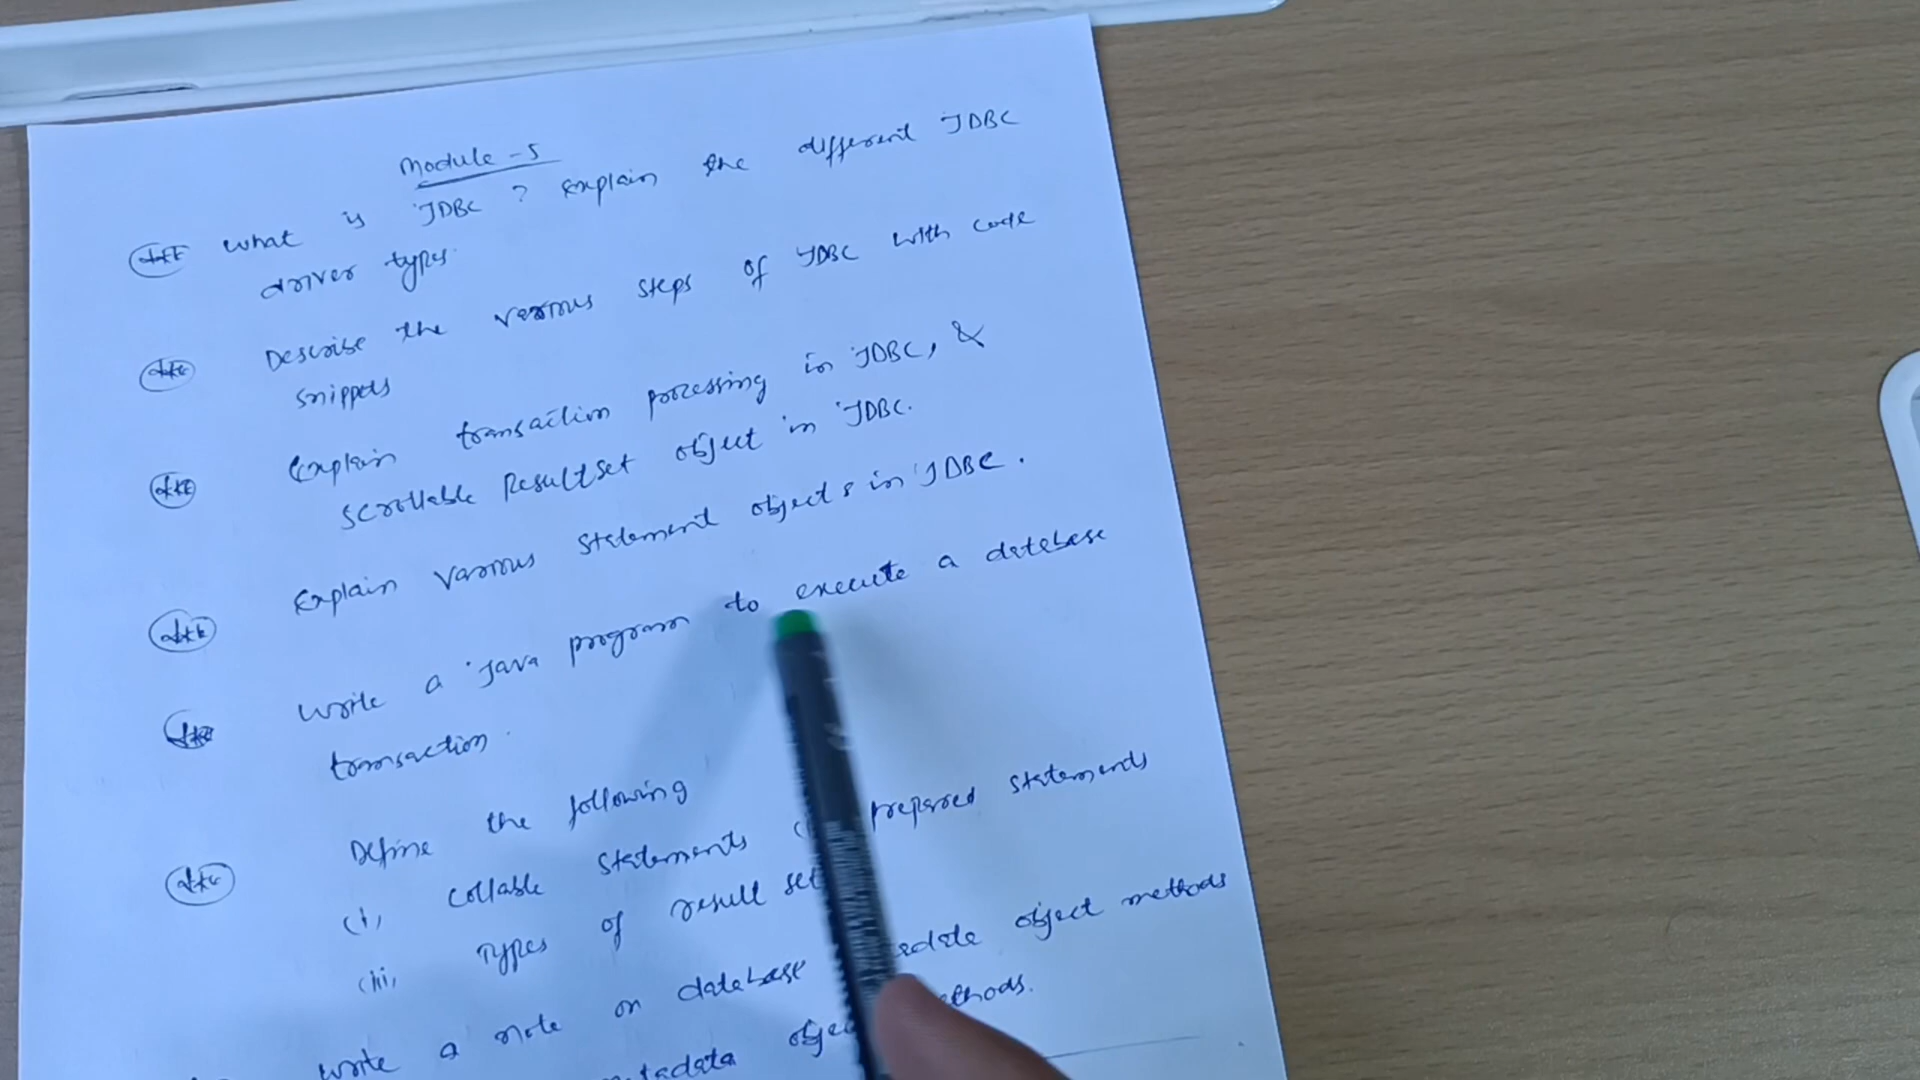 Module-5
*** What is JDBC ? Explain the different JDBC
driver types.
*** Describe the various steps of JDBC with code
snippets
*** Explain transaction processing in JDBC, &
scrollable ResultSet object in JDBC.
*** Explain various statement objects in JDBC.
*** Write a Java program to execute a database
transaction.
*** Define the following
(i), collable statements ( prepared statements
(iii), Types of result set
Write a note on database object methods